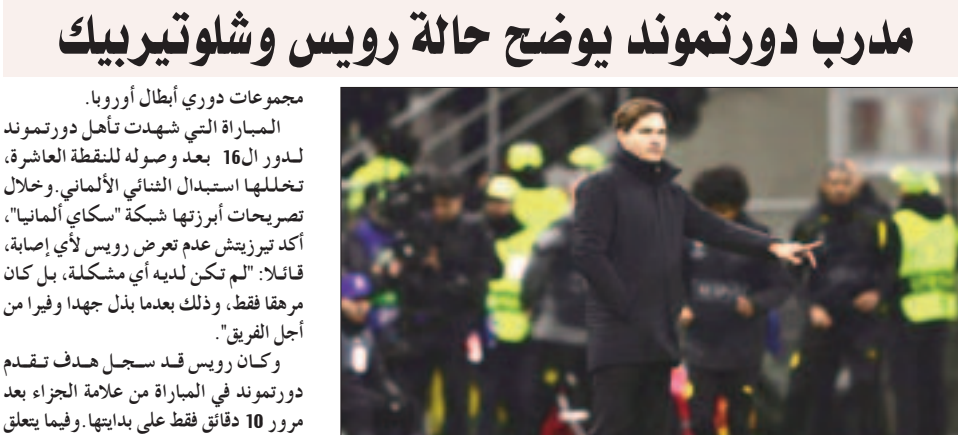 مدرب دورتموند يوضح حالة رويس وشلوتيربيك
مجموعات دوري أبطال أوروبا.
المباراة التي شهدت تأهل دورتموند
لدور ال16 بعد وصوله للنقطة العاشرة،
تخللها استبدال الثنائي الألماني.وخلال
تصريحات أبرزتها شبكة "سكاي ألمانيا"،
أكد تيرزيتش عدم تعرض رويس لأي إصابة،
قائلا: "لم تكن لديه أي مشكلة، بل كان
مرهقا فقط، وذلك بعدما بذل جهدا وفيرا من
أجل الفريق".
وكان رويس قد سجل هدف تقدم
دورتموند في المباراة من علامة الجزاء بعد
مرور 10 دقائق فقط على بدايتها.وفيما يتعلق